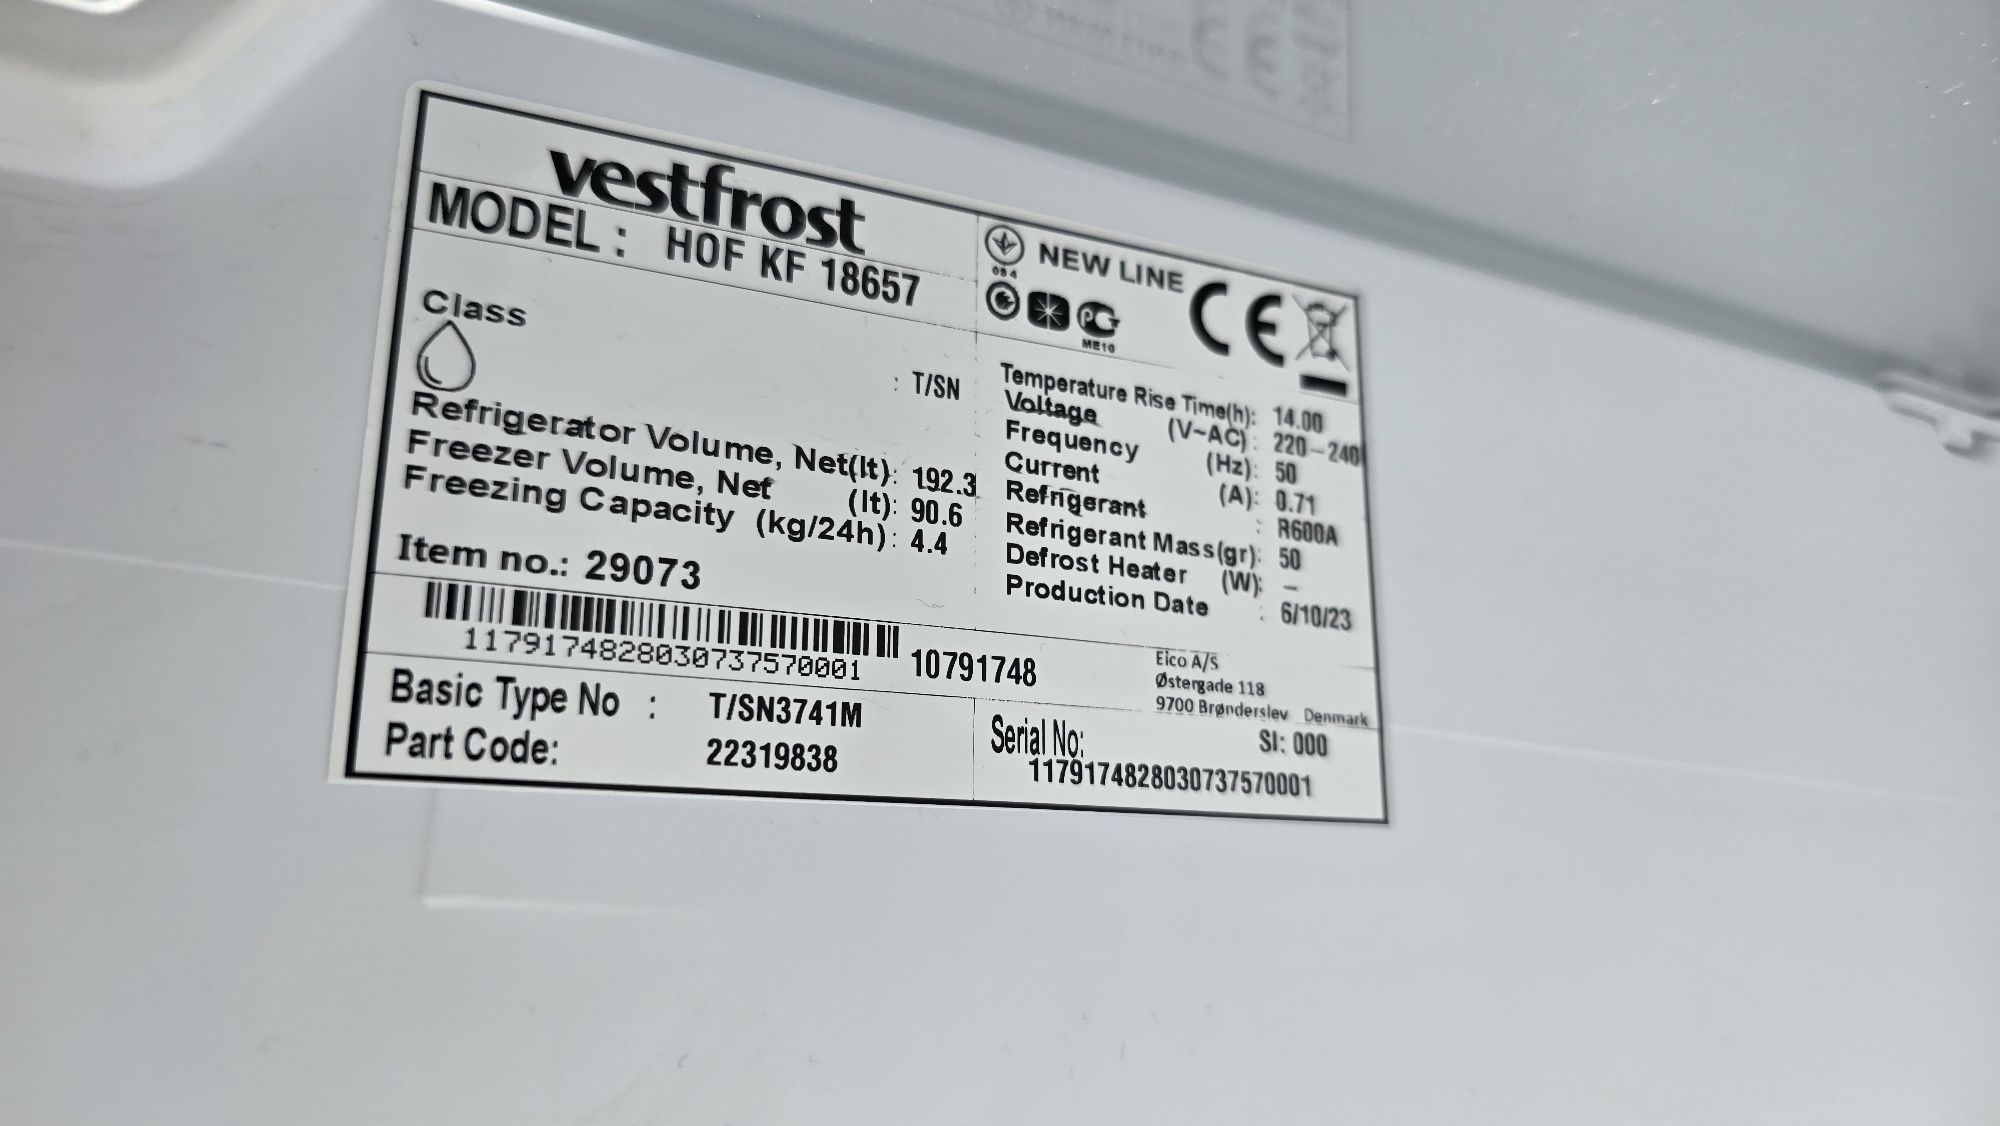 vestfrost
MODEL : HOF KF 18657
NEW LINE
084
CE
ME10
Class : T/SN
Refrigerator Volume, Net(lt): 192.3
Freezer Volume, Net (lt): 90.6
Freezing Capacity (kg/24h): 4.4
Item no.: 29073
Temperature Rise Time(h): 14.00
Voltage (V~AC): 220-240
Frequency (Hz): 50
Current (A): 0.71
Refrigerant : R600A
Refrigerant Mass(gr): 50
Defrost Heater (W): -
Production Date : 6/10/23
1179174828030737570001 10791748
Eico A/S
Østergade 118
9700 Brønderslev Denmark
Basic Type No : T/SN3741M
Part Code: 22319838
Serial No: SI: 000
1179174828030737570001